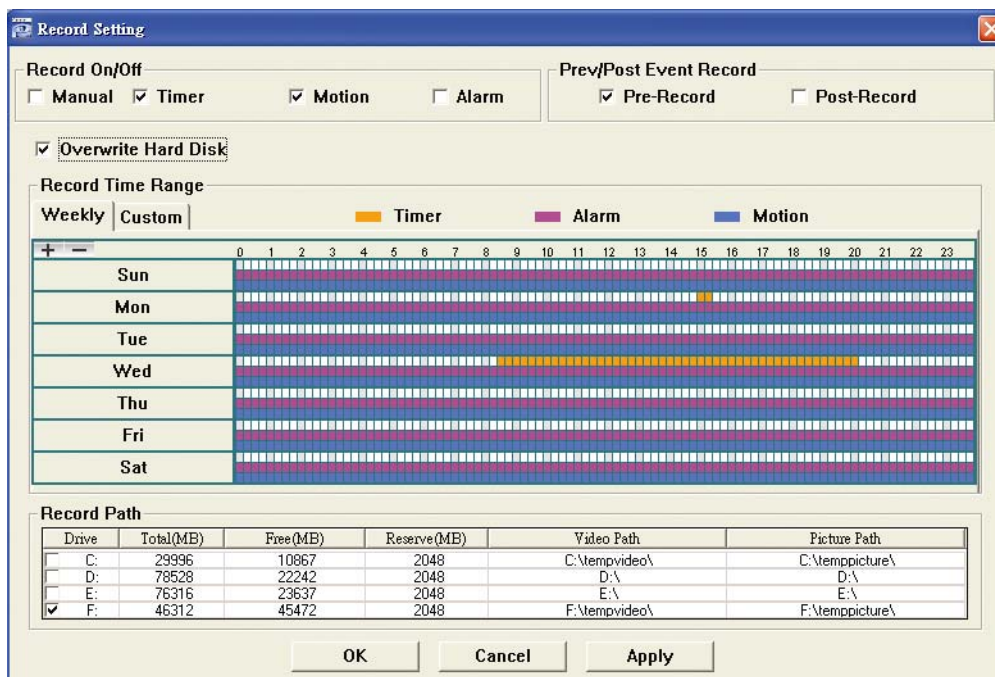 Record Setting
Record On/Off
Manual Timer Motion Alarm
Prev/Post Event Record
Pre-Record Post-Record
Overwrite Hard Disk
Record Time Range
Weekly Custom
Timer Alarm Motion
+ − 0 1 2 3 4 5 6 7 8 9 10 11 12 13 14 15 16 17 18 19 20 21 22 23
Sun
Mon
Tue
Wed
Thu
Fri
Sat
Record Path
Drive Total(MB) Free(MB) Reserve(MB) Video Path Picture Path
C: 29996 10867 2048 C:\tempvideo\ C:\temppicture\
D: 78528 22242 2048 D:\ D:\
E: 76316 23637 2048 E:\ E:\
F: 46312 45472 2048 F:\tempvideo\ F:\temppicture\
OK Cancel Apply